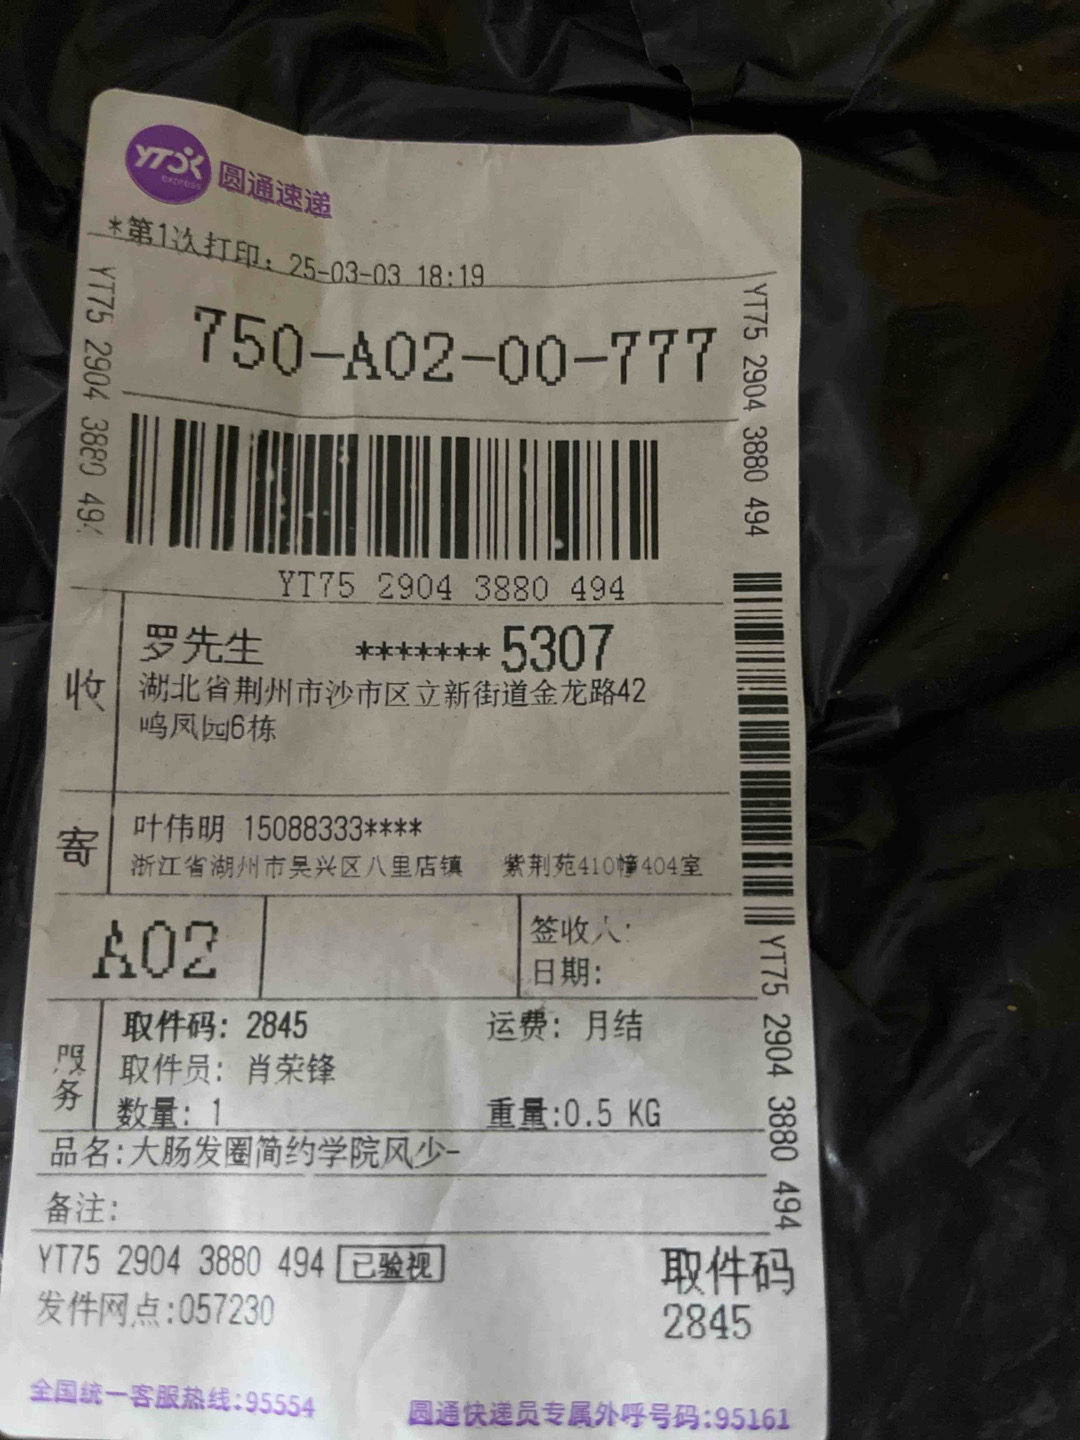 YTO
express
圆通速递
*第1次打印: 25-03-03 18:19
750-A02-00-777
YT75 2904 3880 49
YT75 2904 3880 494
YT75 2904 3880 494
收
罗先生 *******5307
湖北省荆州市沙市区立新街道金龙路42
鸣凤园6栋
寄
叶伟明 15088333****
浙江省湖州市吴兴区八里店镇 紫荆苑410幢404室
A02
签收人:
日期:
YT75 2904 3880 494
服务
取件码: 2845 运费: 月结
取件员: 肖荣锋
数量: 1 重量:0.5 KG
品名:大肠发圈简约学院风少-
备注:
YT75 2904 3880 494 已验视
发件网点:057230
取件码
2845
全国统一客服热线:95554
圆通快递员专属外呼号码:95161